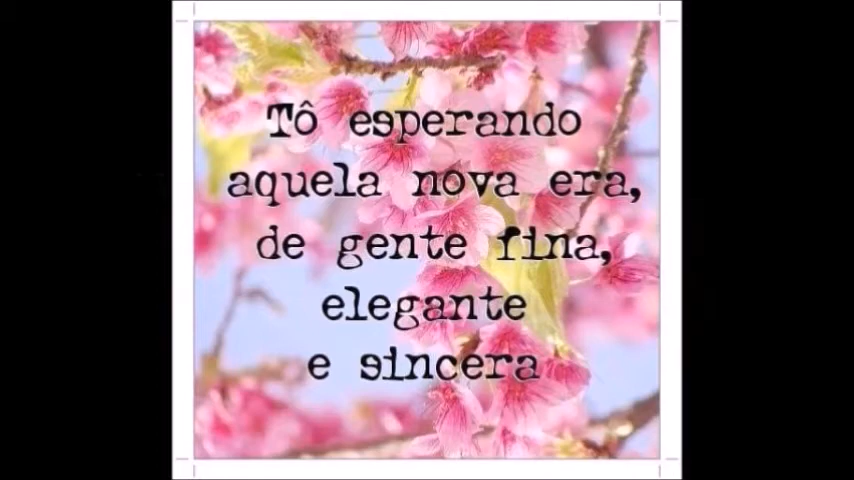 Tô esperando
aquela nova era,
de gente fina,
elegante
e sincera